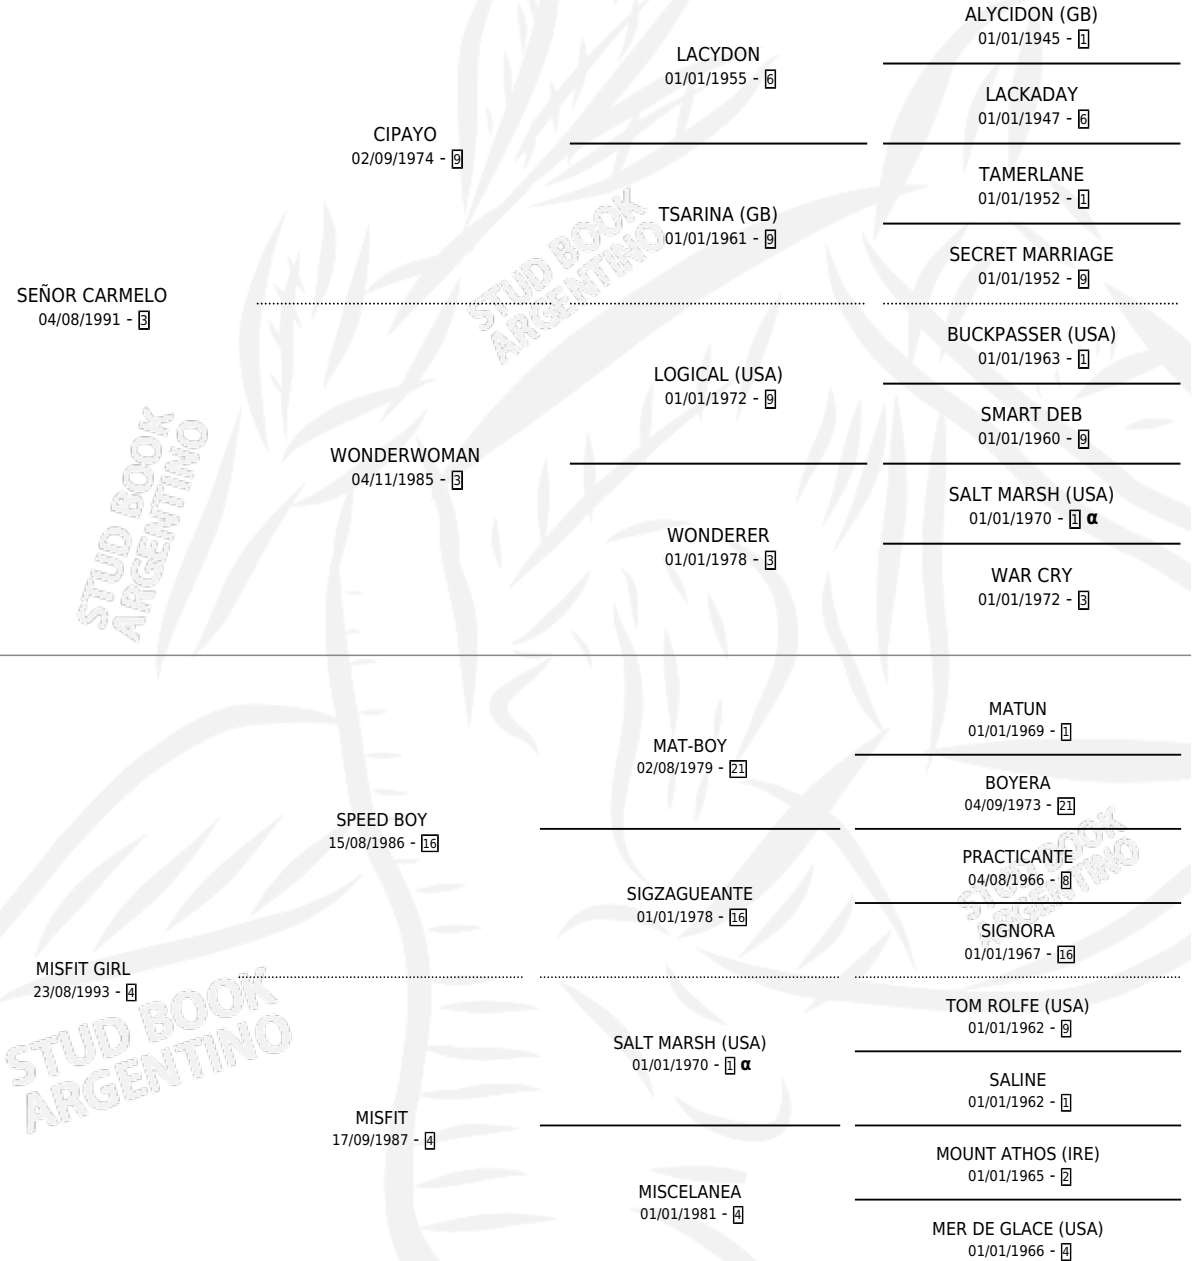 ALYCIDON (GB)
01/01/1945 - 1
LACYDON
01/01/1955 - 6
LACKADAY
01/01/1947 - 6
CIPAYO
02/09/1974 - 9
TAMERLANE
01/01/1952 - 1
TSARINA (GB)
01/01/1961 - 9
SECRET MARRIAGE
01/01/1952 - 9
SEÑOR CARMELO
04/08/1991 - 3
BUCKPASSER (USA)
01/01/1963 - 1
LOGICAL (USA)
01/01/1972 - 9
SMART DEB
01/01/1960 - 9
WONDERWOMAN
04/11/1985 - 3
SALT MARSH (USA)
01/01/1970 - 1 α
WONDERER
01/01/1978 - 3
WAR CRY
01/01/1972 - 3
MATUN
01/01/1969 - 1
MAT-BOY
02/08/1979 - 21
BOYERA
04/09/1973 - 21
SPEED BOY
15/08/1986 - 16
PRACTICANTE
04/08/1966 - 8
SIGZAGUEANTE
01/01/1978 - 16
SIGNORA
01/01/1967 - 16
MISFIT GIRL
23/08/1993 - 4
TOM ROLFE (USA)
01/01/1962 - 9
SALT MARSH (USA)
01/01/1970 - 1 α
SALINE
01/01/1962 - 1
MISFIT
17/09/1987 - 4
MOUNT ATHOS (IRE)
01/01/1965 - 2
MISCELANEA
01/01/1981 - 4
MER DE GLACE (USA)
01/01/1966 - 4
STUD BOOK
ARGENTINO
STUD BOOK
ARGENTINO
STUD BOOK
ARGENTINO
STUD BOOK
ARGENTINO